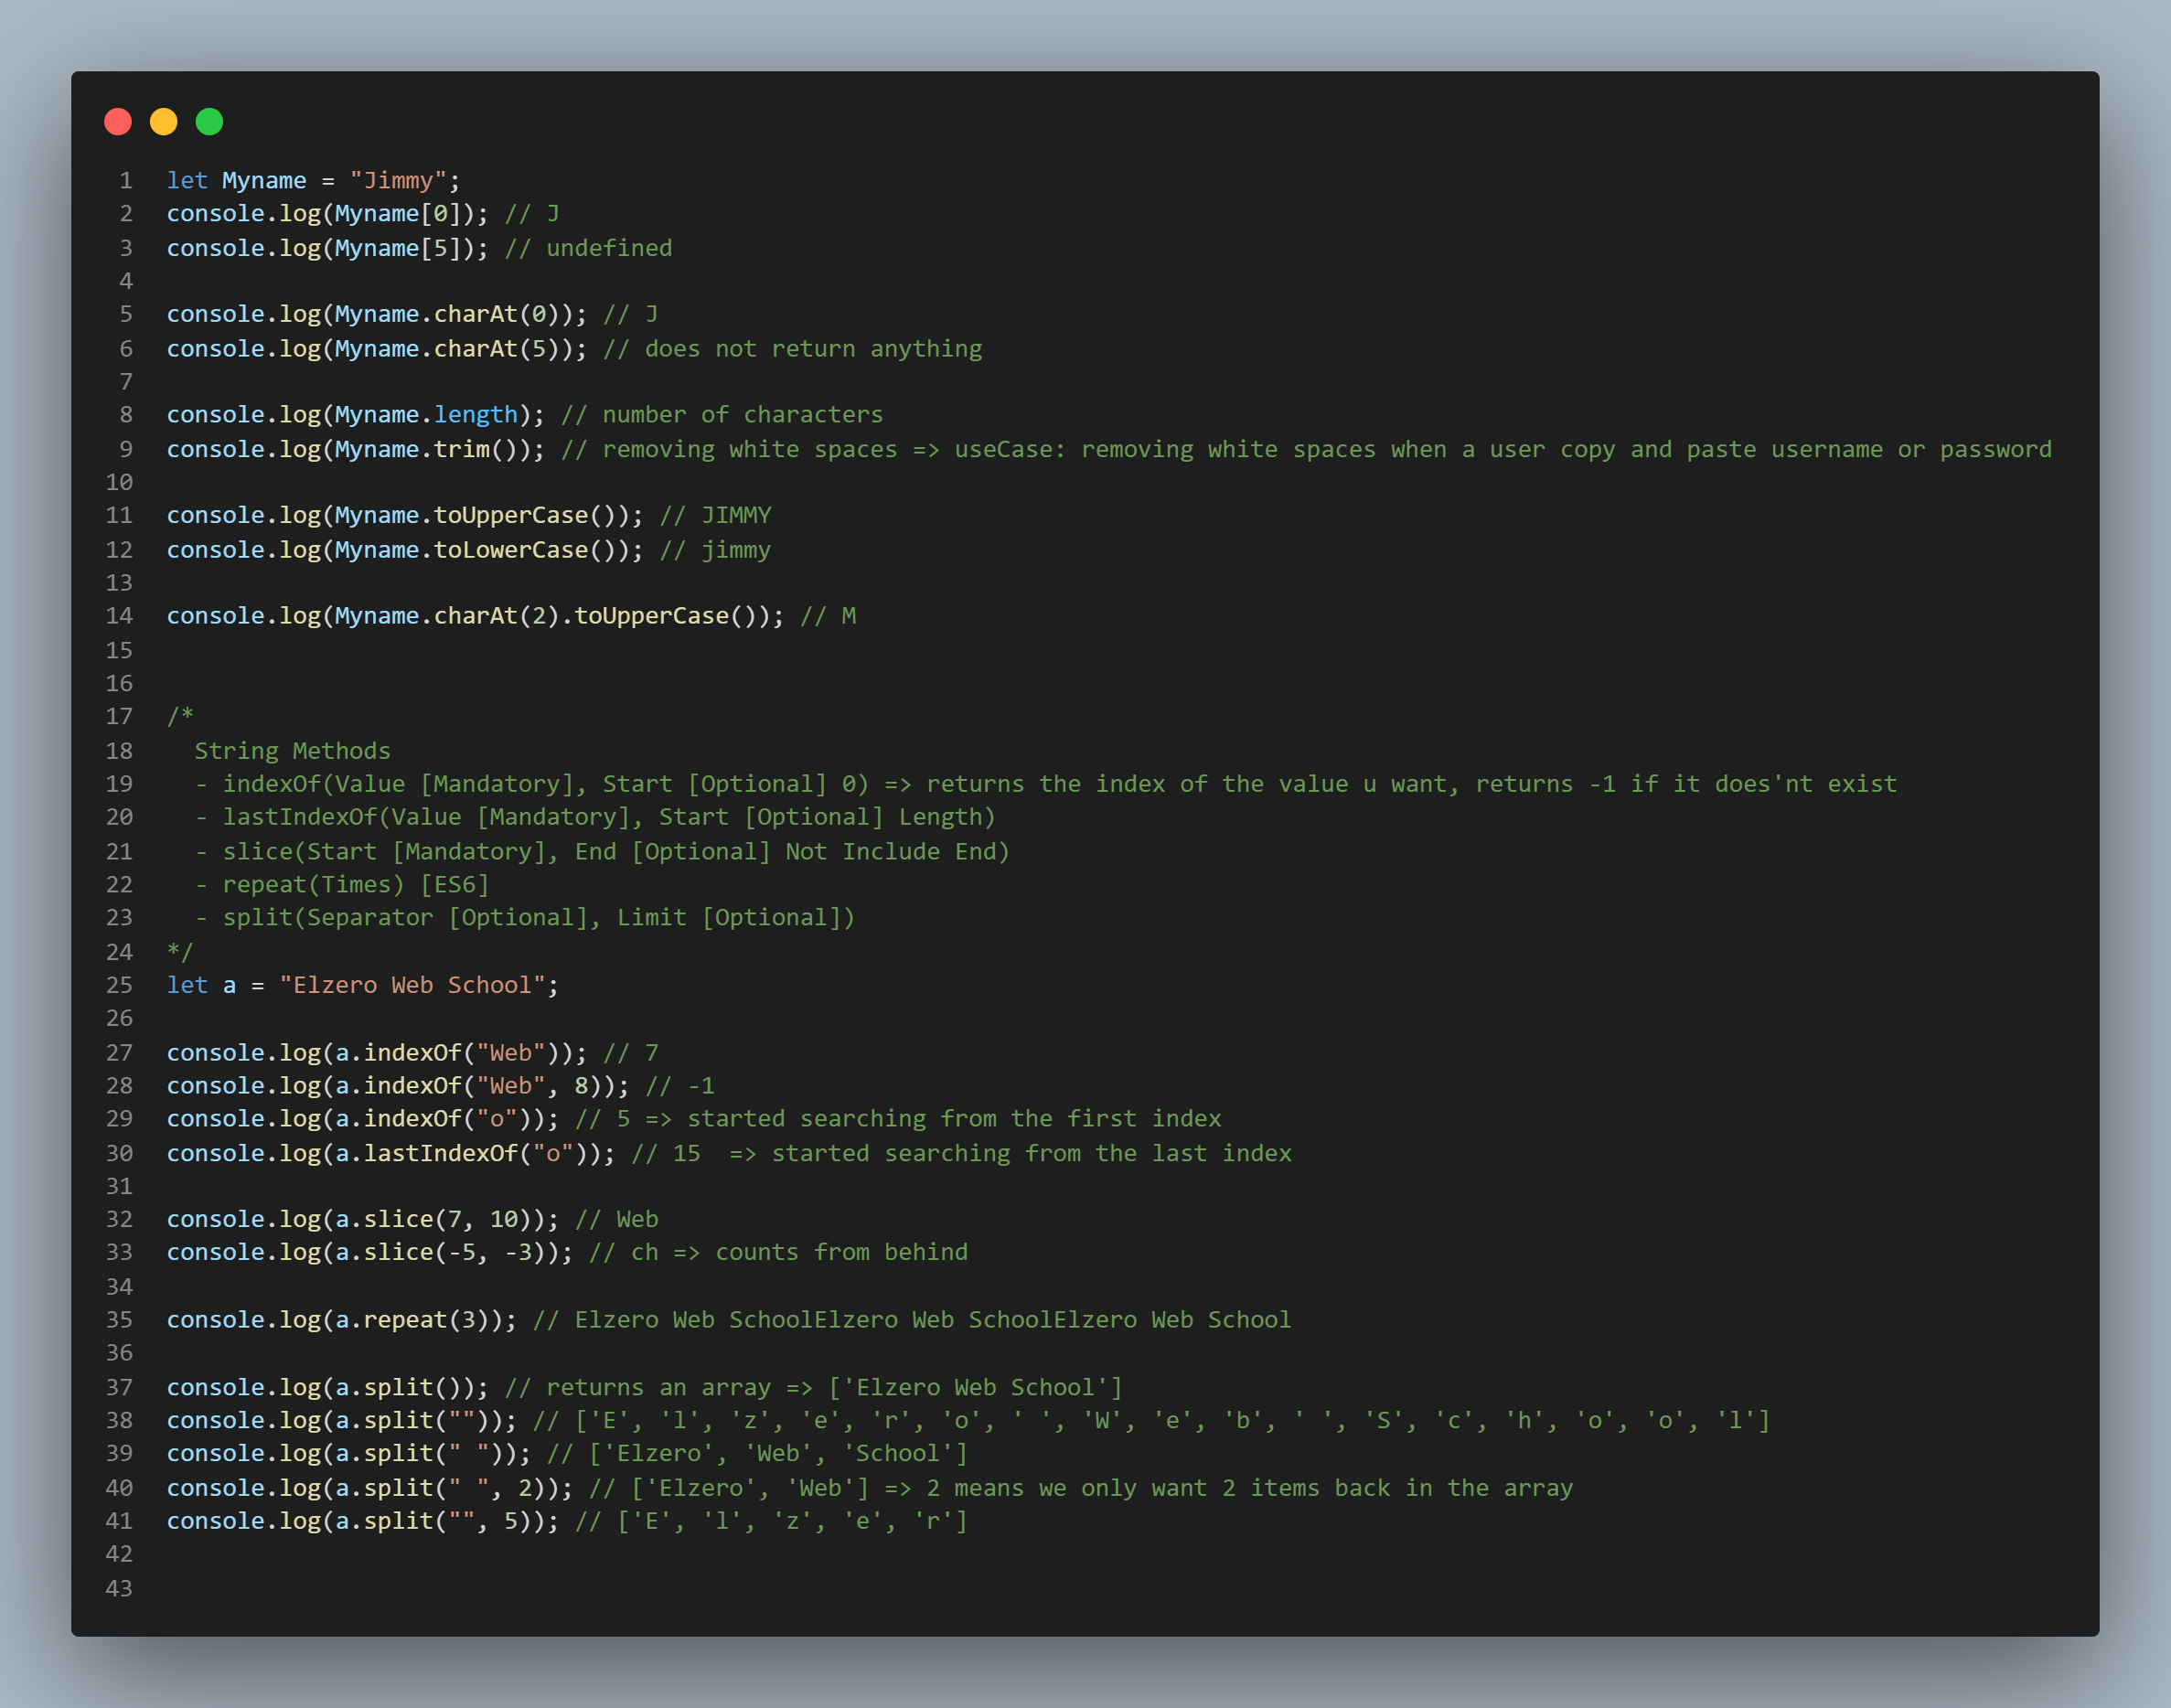 1 let Myname = "Jimmy";
2 console.log(Myname[0]); // J
3 console.log(Myname[5]); // undefined
4
5 console.log(Myname.charAt(0)); // J
6 console.log(Myname.charAt(5)); // does not return anything
7
8 console.log(Myname.length); // number of characters
9 console.log(Myname.trim()); // removing white spaces => useCase: removing white spaces when a user copy and paste username or password
10
11 console.log(Myname.toUpperCase()); // JIMMY
12 console.log(Myname.toLowerCase()); // jimmy
13
14 console.log(Myname.charAt(2).toUpperCase()); // M
15
16
17 /*
18   String Methods
19   - indexOf(Value [Mandatory], Start [Optional] 0) => returns the index of the value u want, returns -1 if it does'nt exist
20   - lastIndexOf(Value [Mandatory], Start [Optional] Length)
21   - slice(Start [Mandatory], End [Optional] Not Include End)
22   - repeat(Times) [ES6]
23   - split(Separator [Optional], Limit [Optional])
24 */
25 let a = "Elzero Web School";
26
27 console.log(a.indexOf("Web")); // 7
28 console.log(a.indexOf("Web", 8)); // -1
29 console.log(a.indexOf("o")); // 5 => started searching from the first index
30 console.log(a.lastIndexOf("o")); // 15  => started searching from the last index
31
32 console.log(a.slice(7, 10)); // Web
33 console.log(a.slice(-5, -3)); // ch => counts from behind
34
35 console.log(a.repeat(3)); // Elzero Web SchoolElzero Web SchoolElzero Web School
36
37 console.log(a.split()); // returns an array => ['Elzero Web School']
38 console.log(a.split("")); // ['E', 'l', 'z', 'e', 'r', 'o', ' ', 'W', 'e', 'b', ' ', 'S', 'c', 'h', 'o', 'o', 'l']
39 console.log(a.split(" ")); // ['Elzero', 'Web', 'School']
40 console.log(a.split(" ", 2)); // ['Elzero', 'Web'] => 2 means we only want 2 items back in the array
41 console.log(a.split("", 5)); // ['E', 'l', 'z', 'e', 'r']
42
43